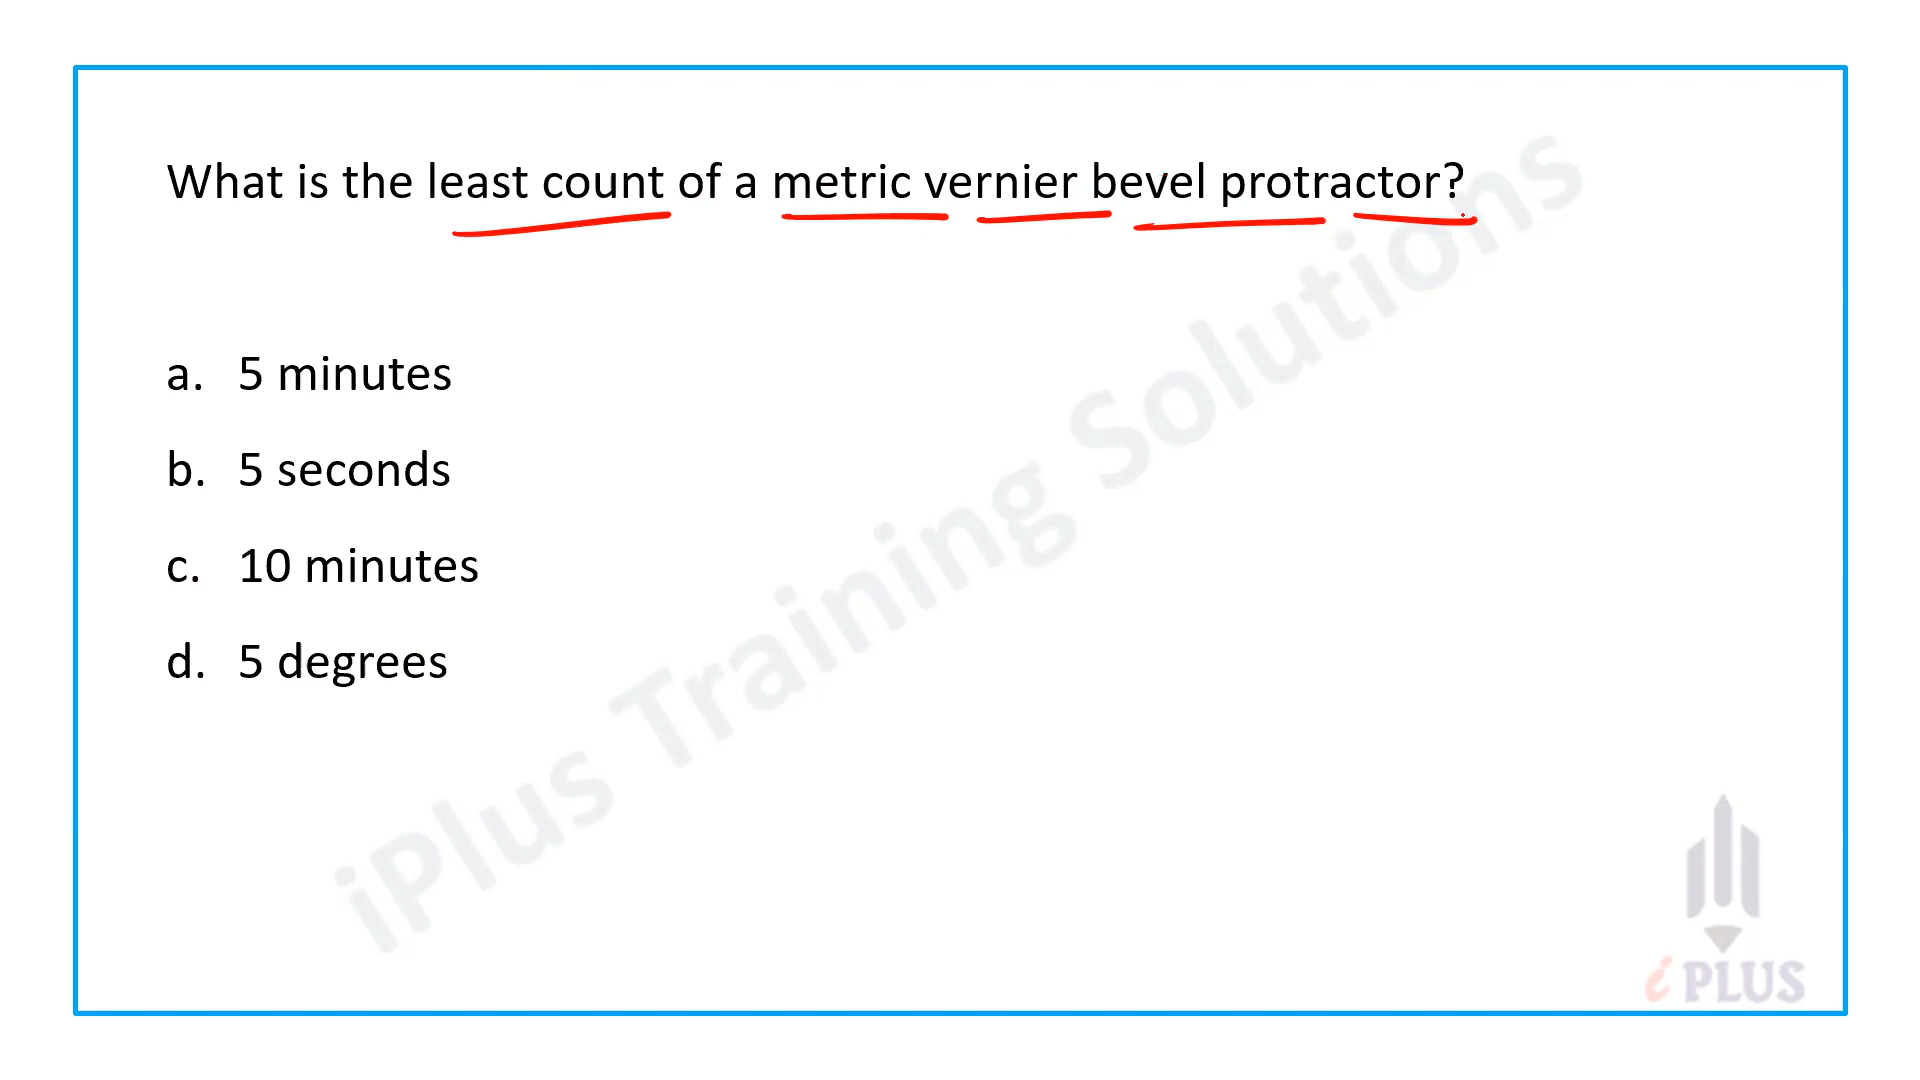 What is the least count of a metric vernier bevel protractor?
a. 5 minutes
b. 5 seconds
c. 10 minutes
d. 5 degrees
iPlus Training Solutions
i PLUS